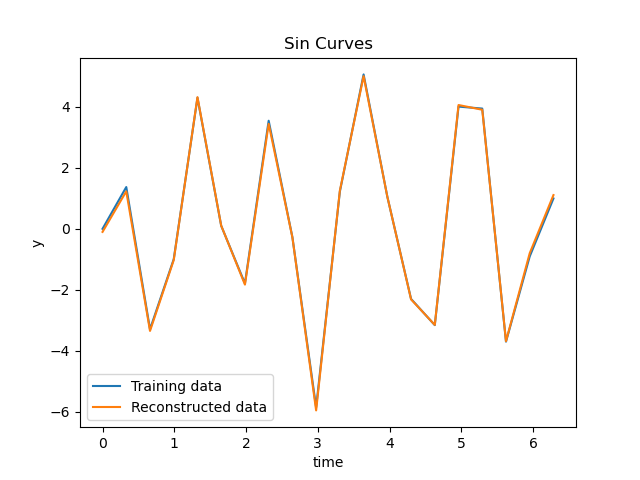 Sin Curves
y
4
2
0
−2
−4
−6
Training data
Reconstructed data
0 1 2 3 4 5 6
time